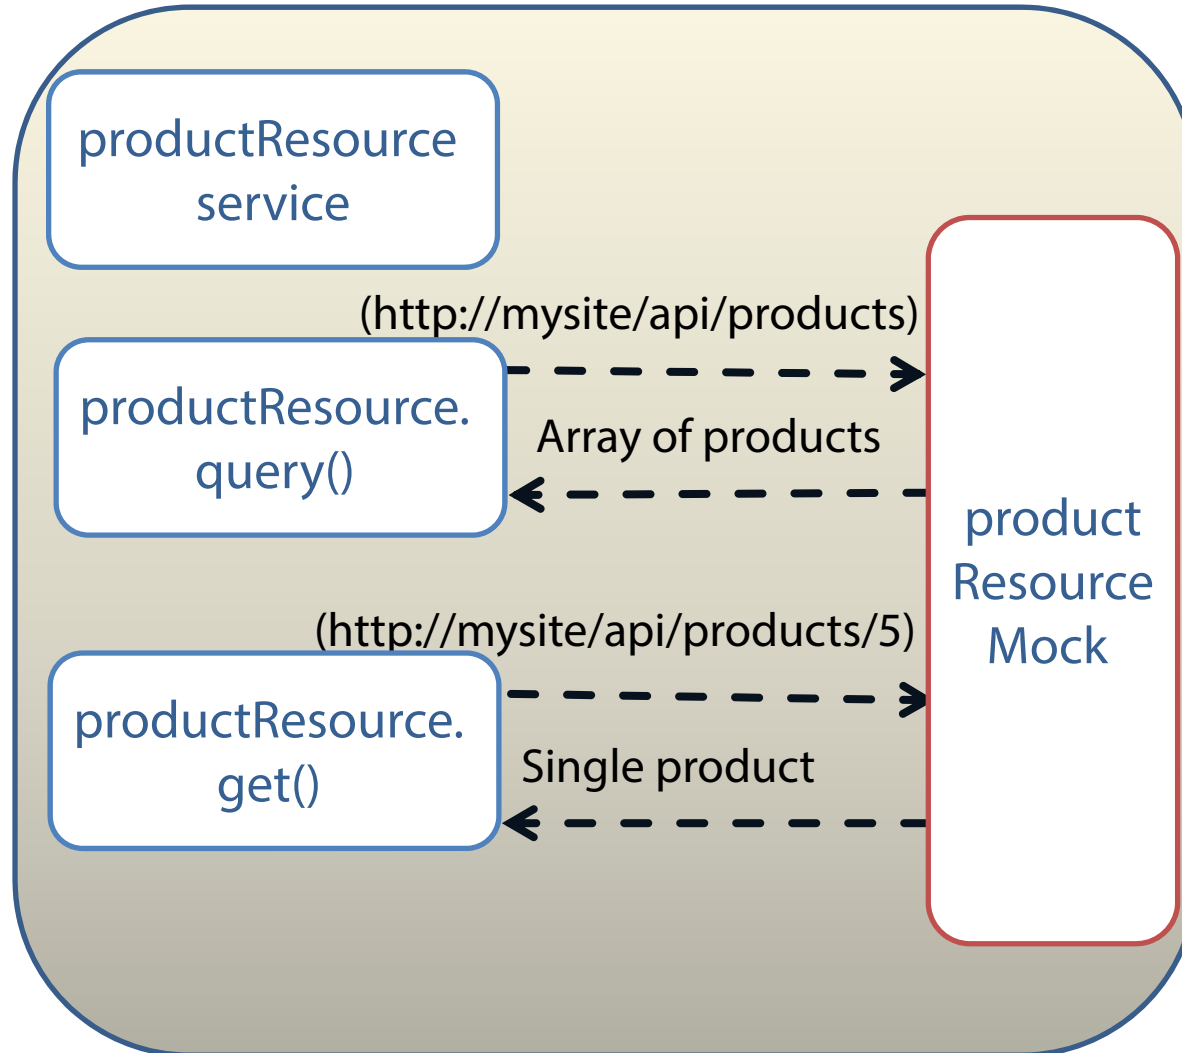 productResource
service
(http://mysite/api/products)
productResource.
query()
Array of products
product
Resource
Mock
(http://mysite/api/products/5)
productResource.
get()
Single product